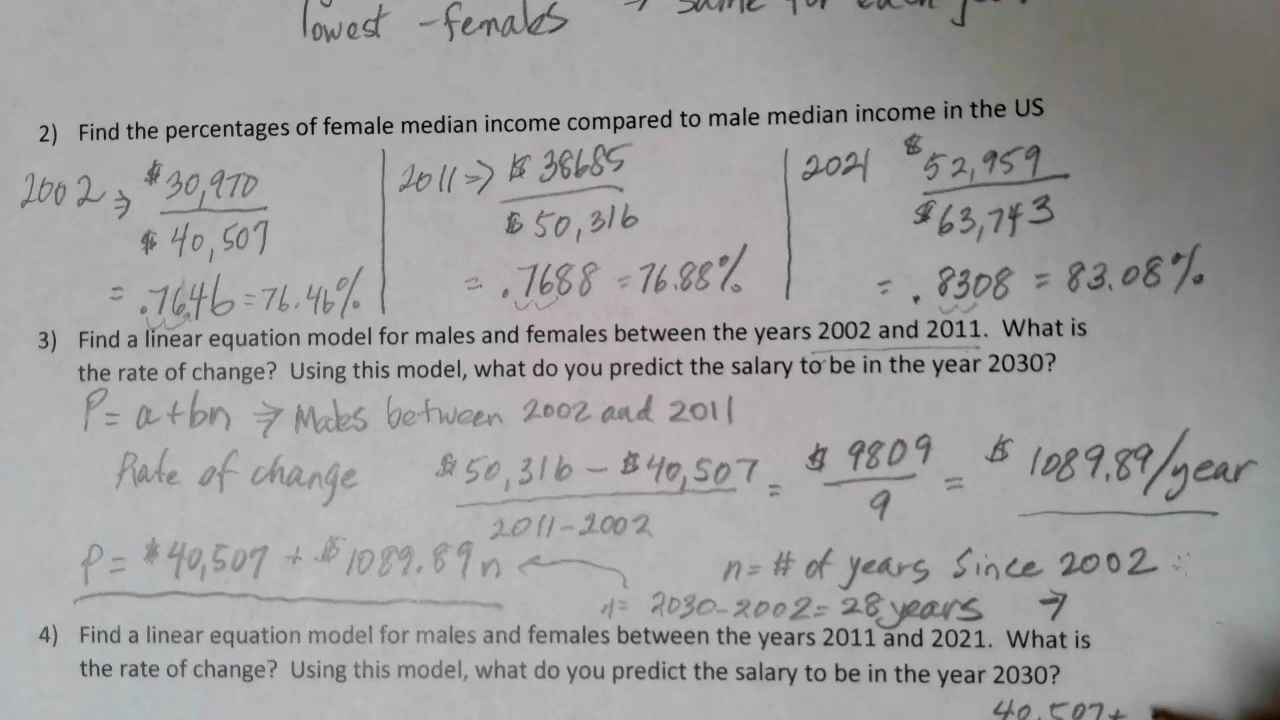 lowest - females → same for each
2) Find the percentages of female median income compared to male median income in the US
2002 ⇒ $30,970 / $40,507 = .7646 = 76.46%
2011 ⇒ $38685 / $50,316 = .7688 = 76.88%
2021 $52,959 / $63,743 = .8308 = 83.08%
3) Find a linear equation model for males and females between the years 2002 and 2011. What is
the rate of change? Using this model, what do you predict the salary to be in the year 2030?
P = a + bn ⇒ Males between 2002 and 2011
Rate of change $50,316 - $40,507 / 2011-2002 = $9809 / 9 = $1089.89/year
P = $40,507 + $1089.89n ← n = # of years since 2002
n = 2030-2002 = 28 years →
4) Find a linear equation model for males and females between the years 2011 and 2021. What is
the rate of change? Using this model, what do you predict the salary to be in the year 2030?
40,507+